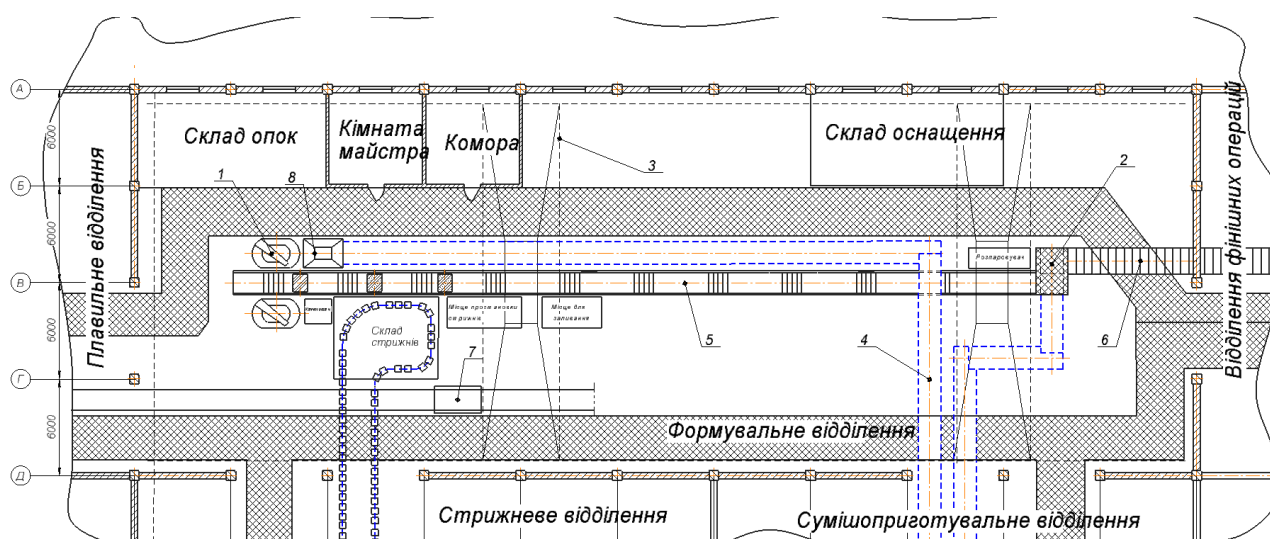 А
Склад опок
Кімната
майстра
Комора
Склад оснащення
3
2
6000
Б
1
8
6000
Плавильне відділення
Розпаровувач
В
6
Відділення фінішних операцій
5
4
Склад
стрижнів
Місце для
заливання
7
6000
Г
6000
Формувальне відділення
Д
Стрижневе відділення
Сумішоприготувальне відділення